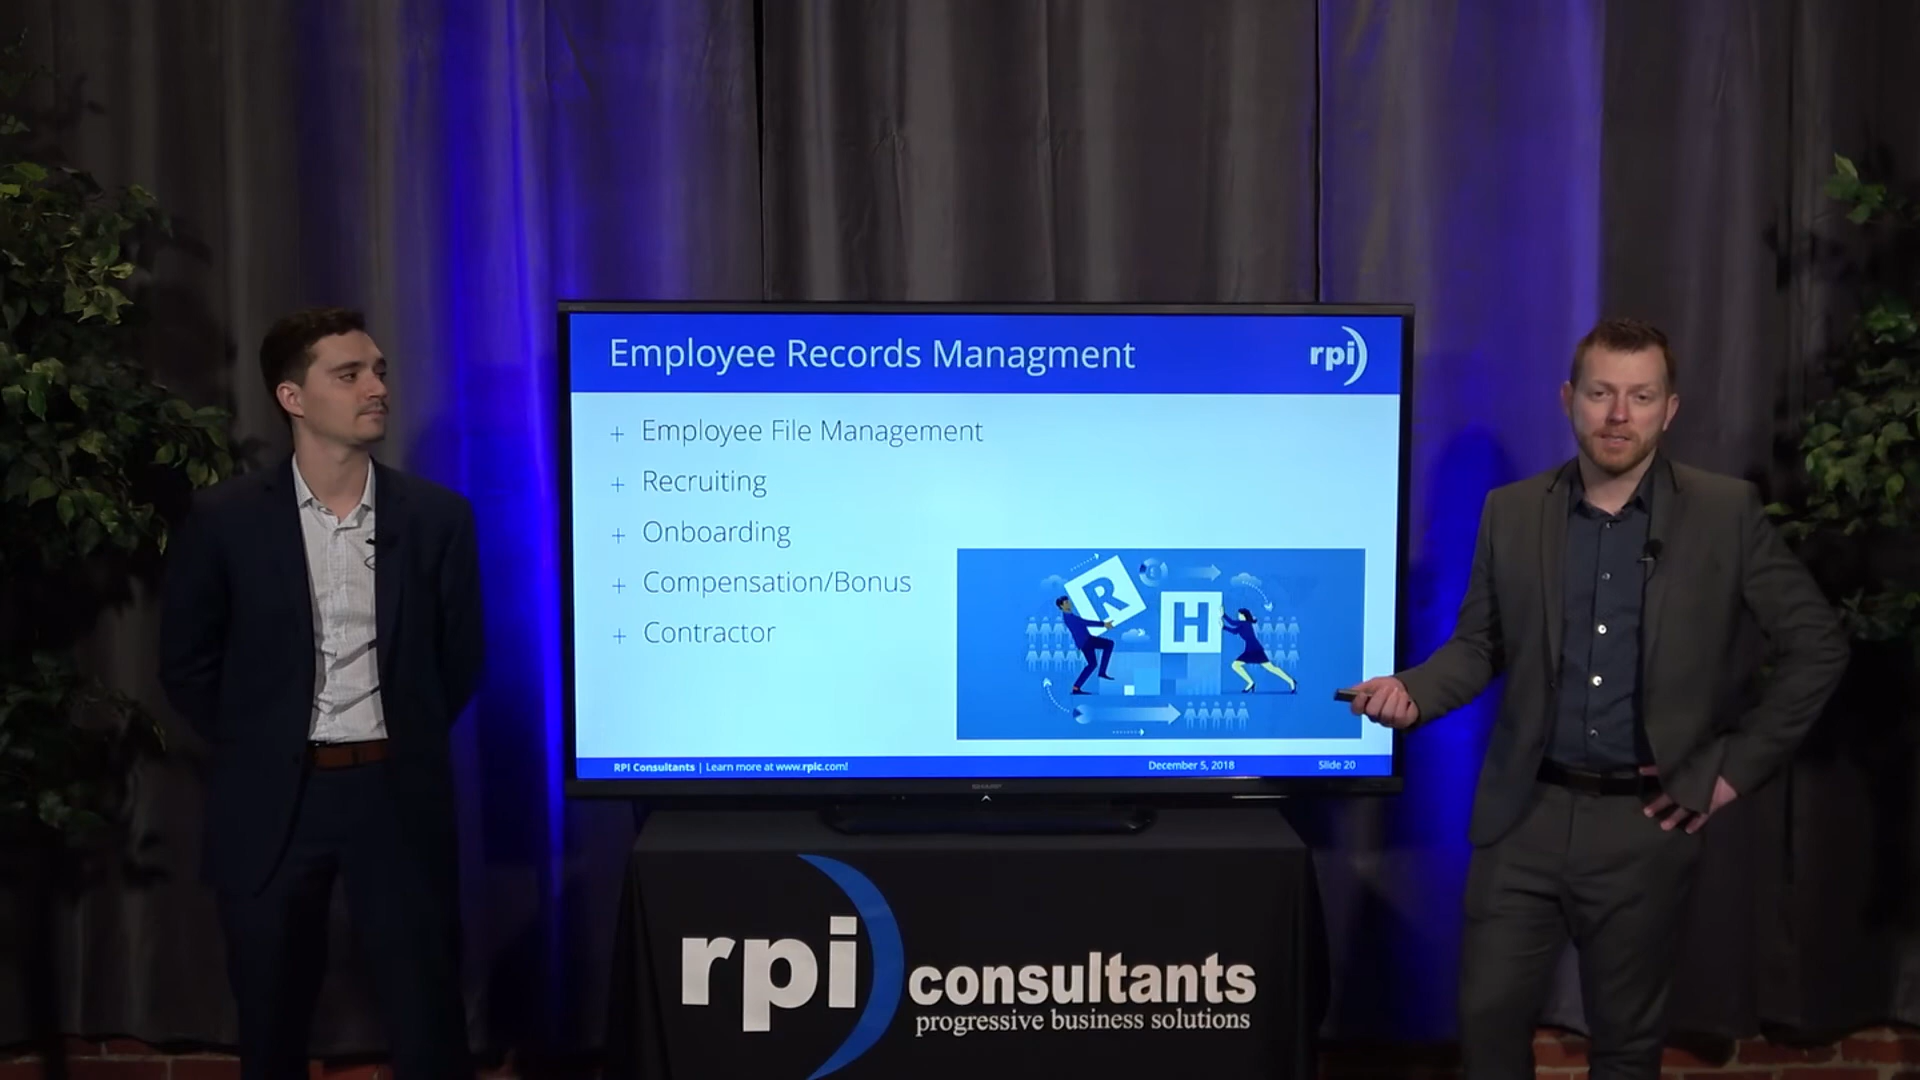 Employee Records Managment
rpi
+ Employee File Management
+ Recruiting
+ Onboarding
+ Compensation/Bonus
+ Contractor
R
H
RPI Consultants | Learn more at www.rpic.com!
December 5, 2018
Slide 20
SHARP
rpi consultants
progressive business solutions